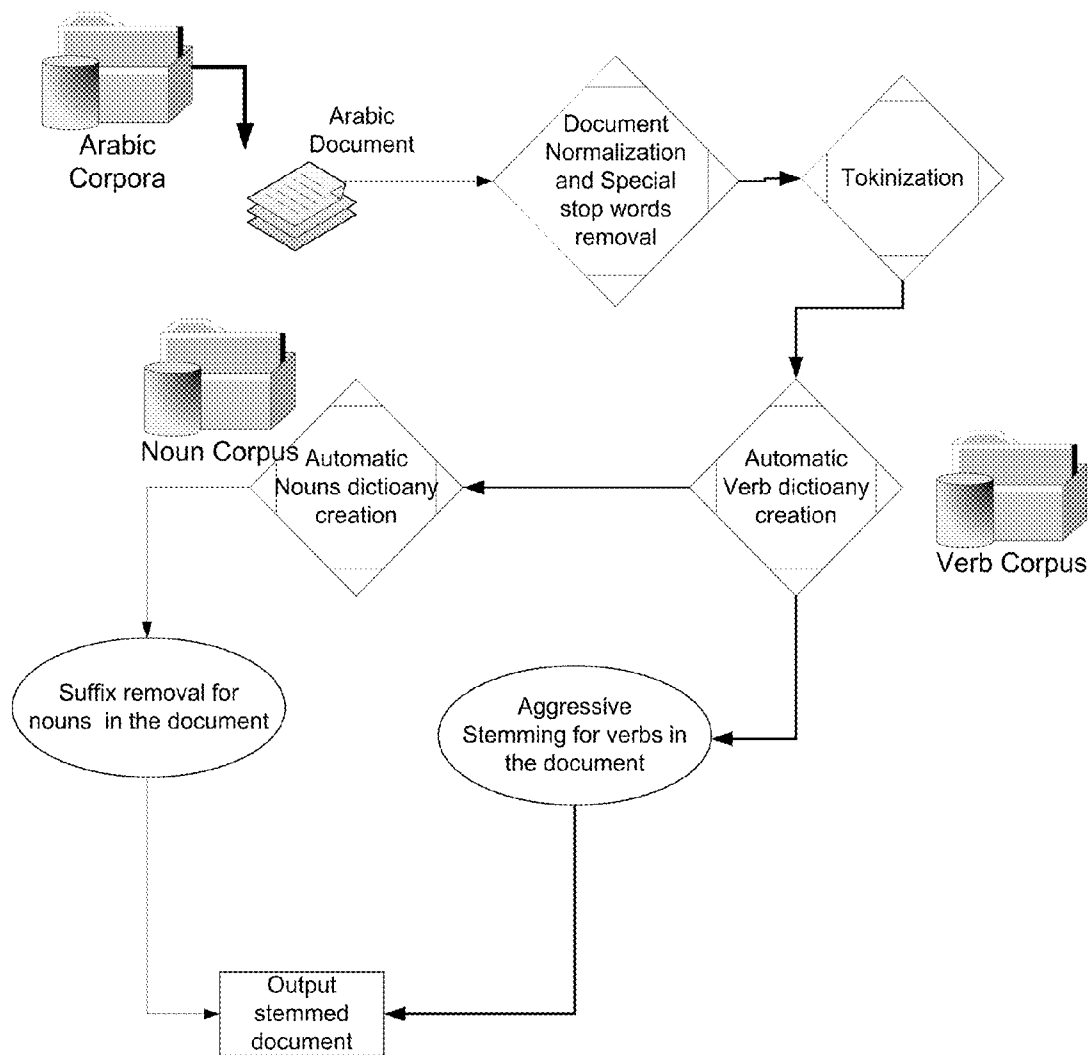 Arabic
Corpora
Arabic
Document
Document
Normalization
and Special
stop words
removal
Tokinization
Noun Corpus
Automatic
Nouns dictioany
creation
Automatic
Verb dictioany
creation
Verb Corpus
Suffix removal for
nouns in the document
Aggressive
Stemming for verbs in
the document
Output
stemmed
document